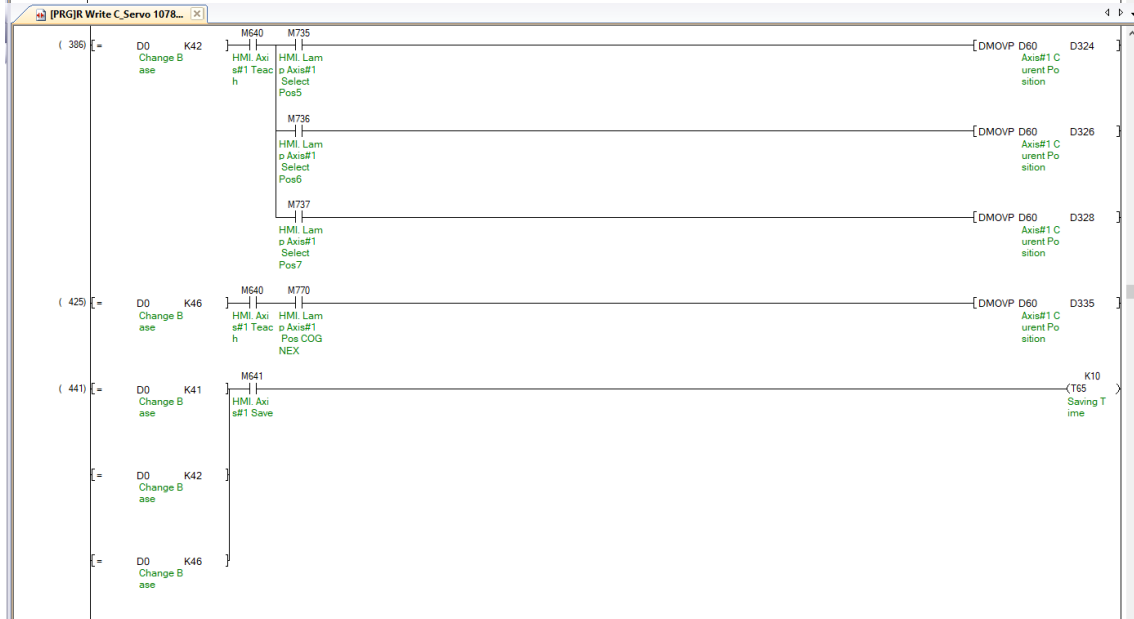 [PRG]R Write C_Servo 1078...
M640 M735
( 386) [= D0 K42 ] [DMOVP D60 D324 ]
Change B HMI. Axi HMI. Lam Axis#1 C
ase s#1 Teac p Axis#1 urent Po
h Select sition
Pos5
M736
[DMOVP D60 D326 ]
HMI. Lam Axis#1 C
p Axis#1 urent Po
Select sition
Pos6
M737
[DMOVP D60 D328 ]
HMI. Lam Axis#1 C
p Axis#1 urent Po
Select sition
Pos7
M640 M770
( 425) [= D0 K46 ] [DMOVP D60 D335 ]
Change B HMI. Axi HMI. Lam Axis#1 C
ase s#1 Teac p Axis#1 urent Po
h Pos COG sition
NEX
M641 K10
( 441) [= D0 K41 ] (T65 )
Change B HMI. Axi Saving T
ase s#1 Save ime
[= D0 K42 ]
Change B
ase
[= D0 K46 ]
Change B
ase